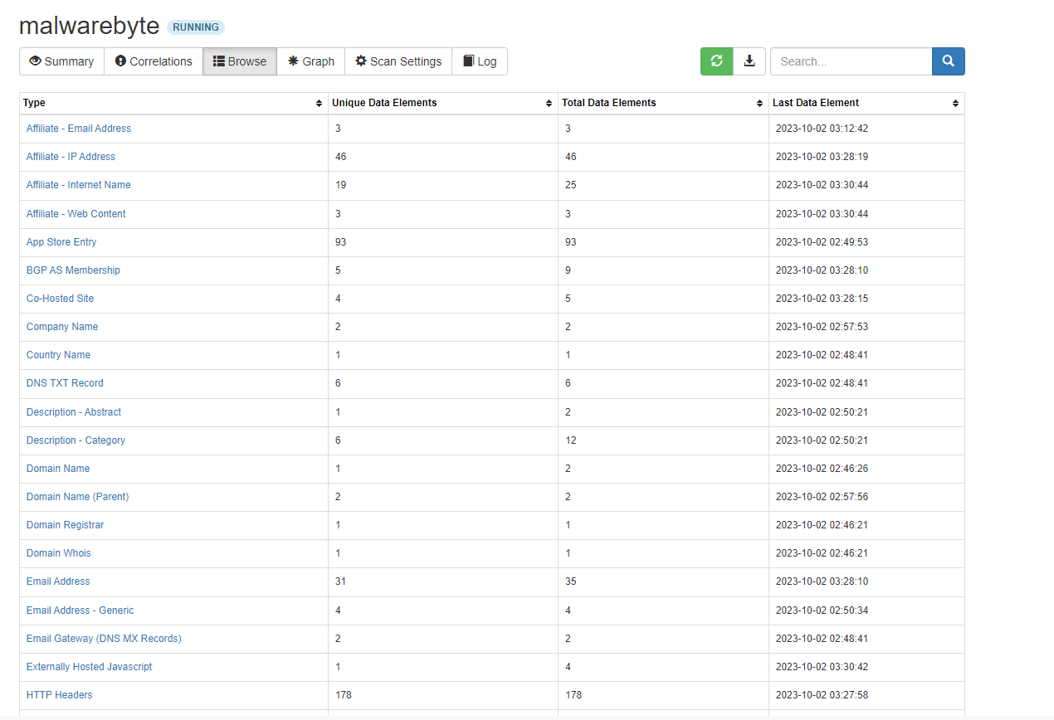 malwarebyte RUNNING
Summary Correlations Browse Graph Scan Settings Log Search...
Type Unique Data Elements Total Data Elements Last Data Element
Affiliate - Email Address 3 3 2023-10-02 03:12:42
Affiliate - IP Address 46 46 2023-10-02 03:28:19
Affiliate - Internet Name 19 25 2023-10-02 03:30:44
Affiliate - Web Content 3 3 2023-10-02 03:30:44
App Store Entry 93 93 2023-10-02 02:49:53
BGP AS Membership 5 9 2023-10-02 03:28:10
Co-Hosted Site 4 5 2023-10-02 03:28:15
Company Name 2 2 2023-10-02 02:57:53
Country Name 1 1 2023-10-02 02:48:41
DNS TXT Record 6 6 2023-10-02 02:48:41
Description - Abstract 1 2 2023-10-02 02:50:21
Description - Category 6 12 2023-10-02 02:50:21
Domain Name 1 2 2023-10-02 02:46:26
Domain Name (Parent) 2 2 2023-10-02 02:57:56
Domain Registrar 1 1 2023-10-02 02:46:21
Domain Whois 1 1 2023-10-02 02:46:21
Email Address 31 35 2023-10-02 03:28:10
Email Address - Generic 4 4 2023-10-02 02:50:34
Email Gateway (DNS MX Records) 2 2 2023-10-02 02:48:41
Externally Hosted Javascript 1 4 2023-10-02 03:30:42
HTTP Headers 178 178 2023-10-02 03:27:58